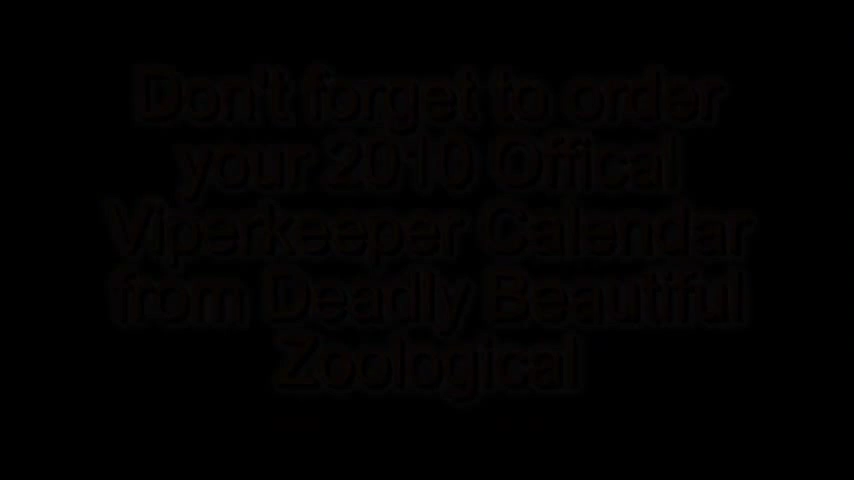 Don't forget to order
your 2010 Offical
Viperkeeper Calendar
from Deadly Beautiful
Zoological